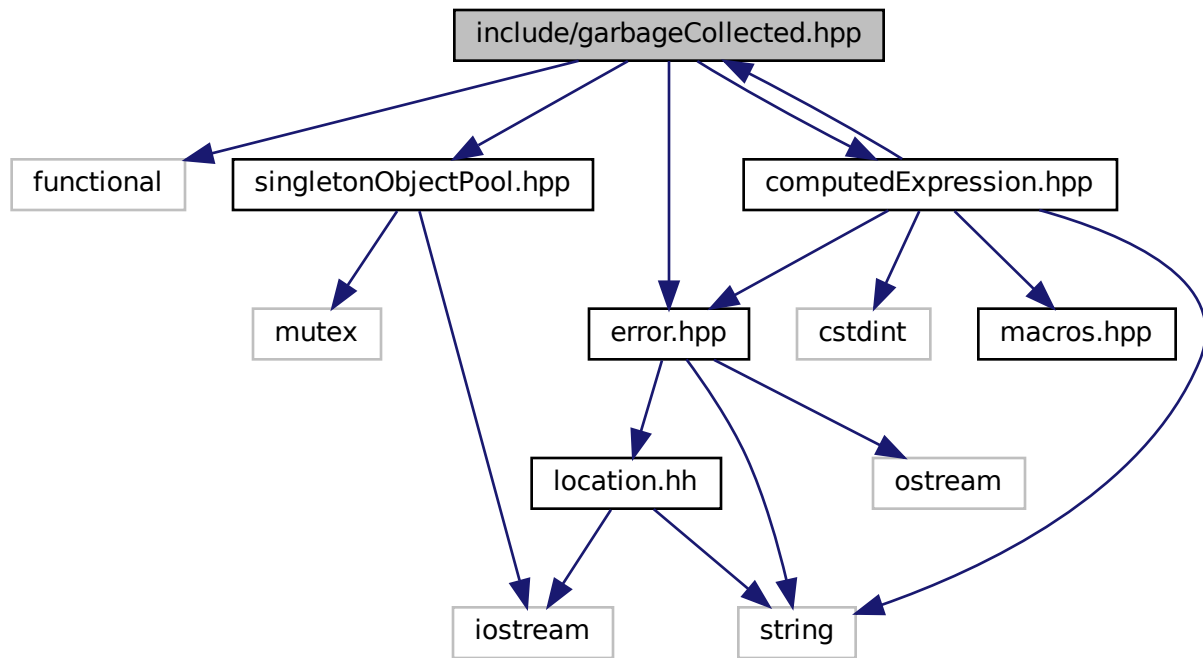 include/garbageCollected.hpp
functional
singletonObjectPool.hpp
computedExpression.hpp
mutex
error.hpp
cstdint
macros.hpp
location.hh
ostream
iostream
string